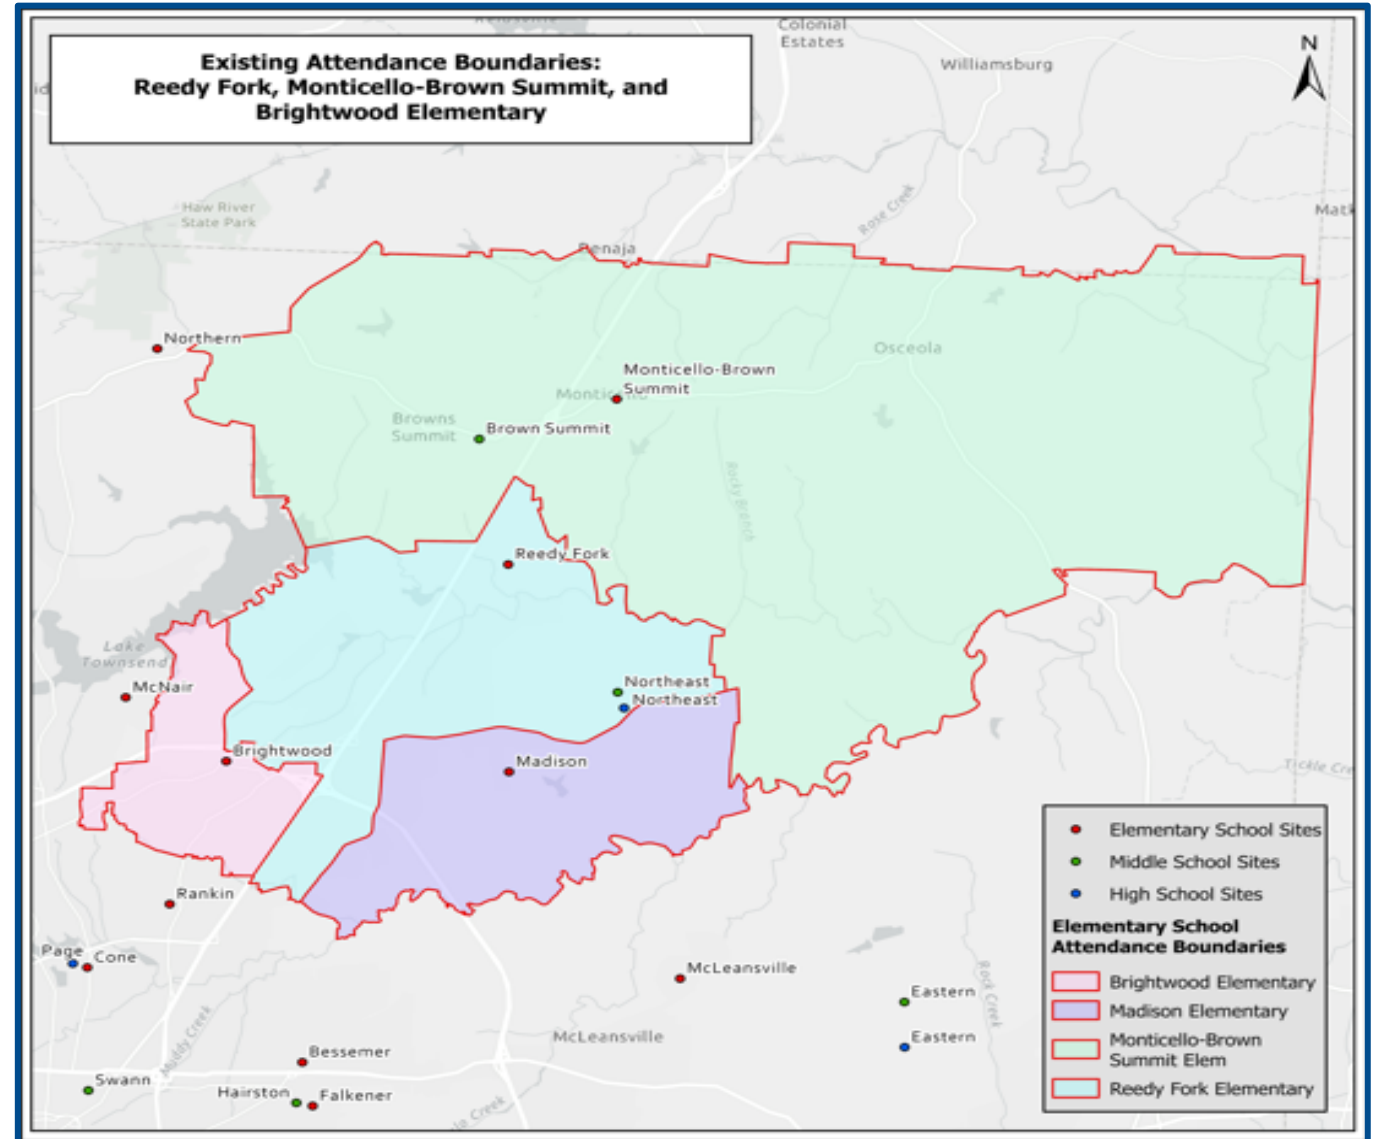 Existing Attendance Boundaries:
Reedy Fork, Monticello-Brown Summit, and
Brightwood Elementary
Colonial
Estates
Williamsburg
N
Haw River
State Park
Rose Creek
Benaja
Northern
Osceola
Monticello-Brown
Summit
Browns
Summit
Brown Summit
Rocky Branch
Reedy Fork
Lake
Townsend
McNair
Northeast
Northeast
Brightwood
Madison
Rankin
Page
Cone
McLeansville
McLeansville
Eastern
Eastern
Rock Creek
Muddy Creek
Bessemer
Swann
Hairston
Falkener
Elementary School Sites
Middle School Sites
High School Sites
Elementary School
Attendance Boundaries
Brightwood Elementary
Madison Elementary
Monticello-Brown
Summit Elem
Reedy Fork Elementary